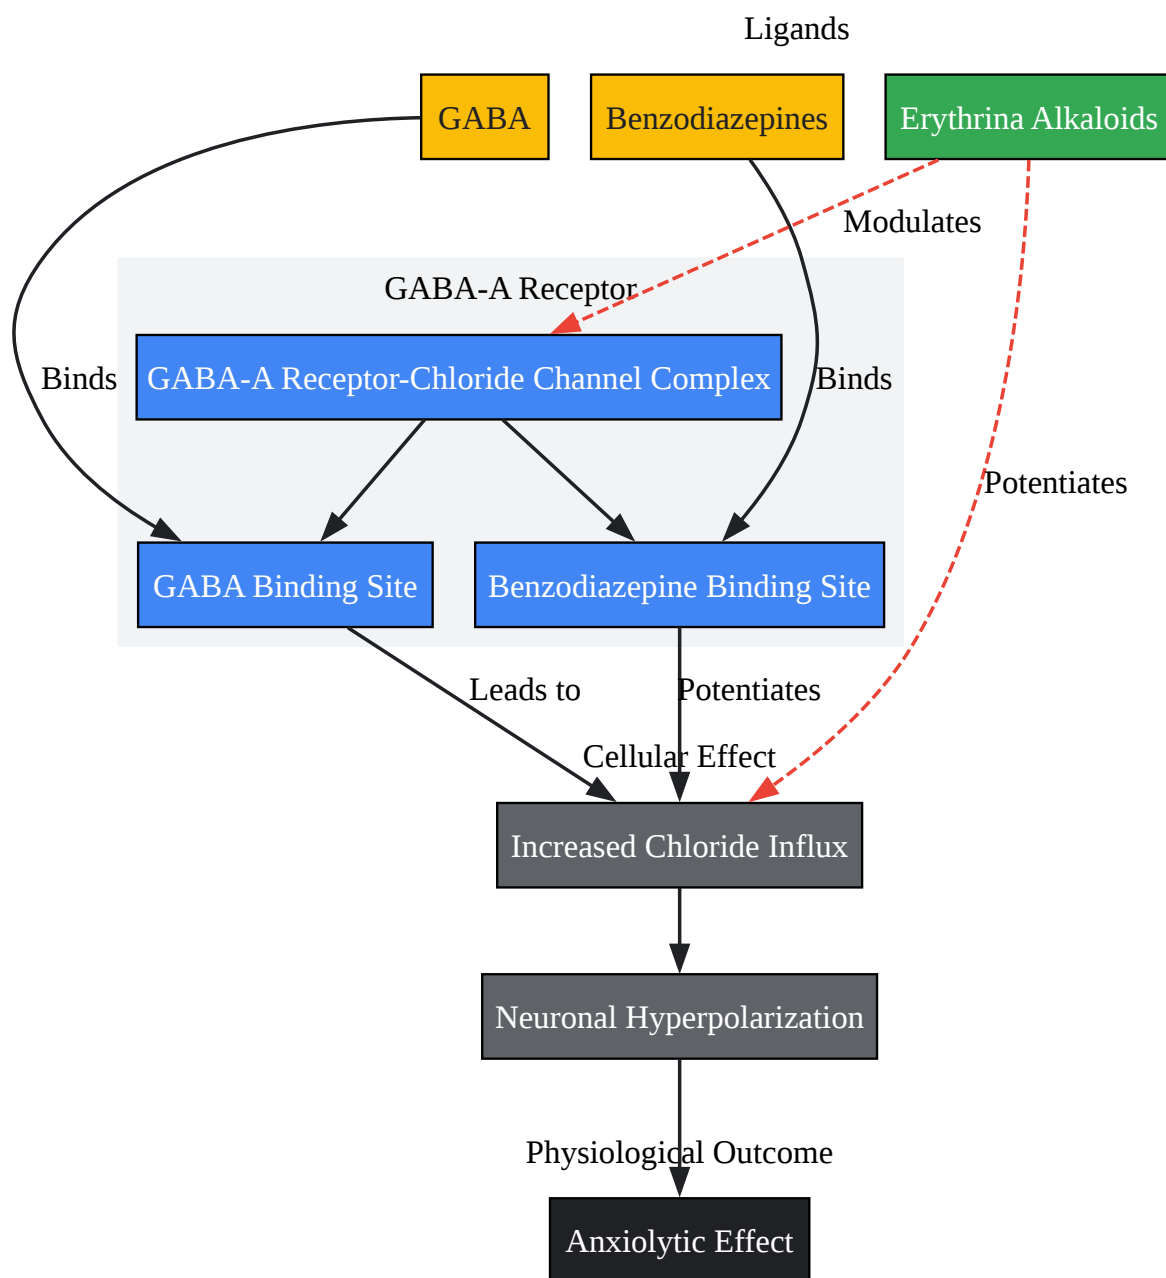 Ligands
GABA
Benzodiazepines
Erythrina Alkaloids
Modulates
GABA-A Receptor
Binds
GABA-A Receptor-Chloride Channel Complex
Binds
Potentiates
GABA Binding Site
Benzodiazepine Binding Site
Leads to
Potentiates
Cellular Effect
Increased Chloride Influx
Neuronal Hyperpolarization
Physiological Outcome
Anxiolytic Effect